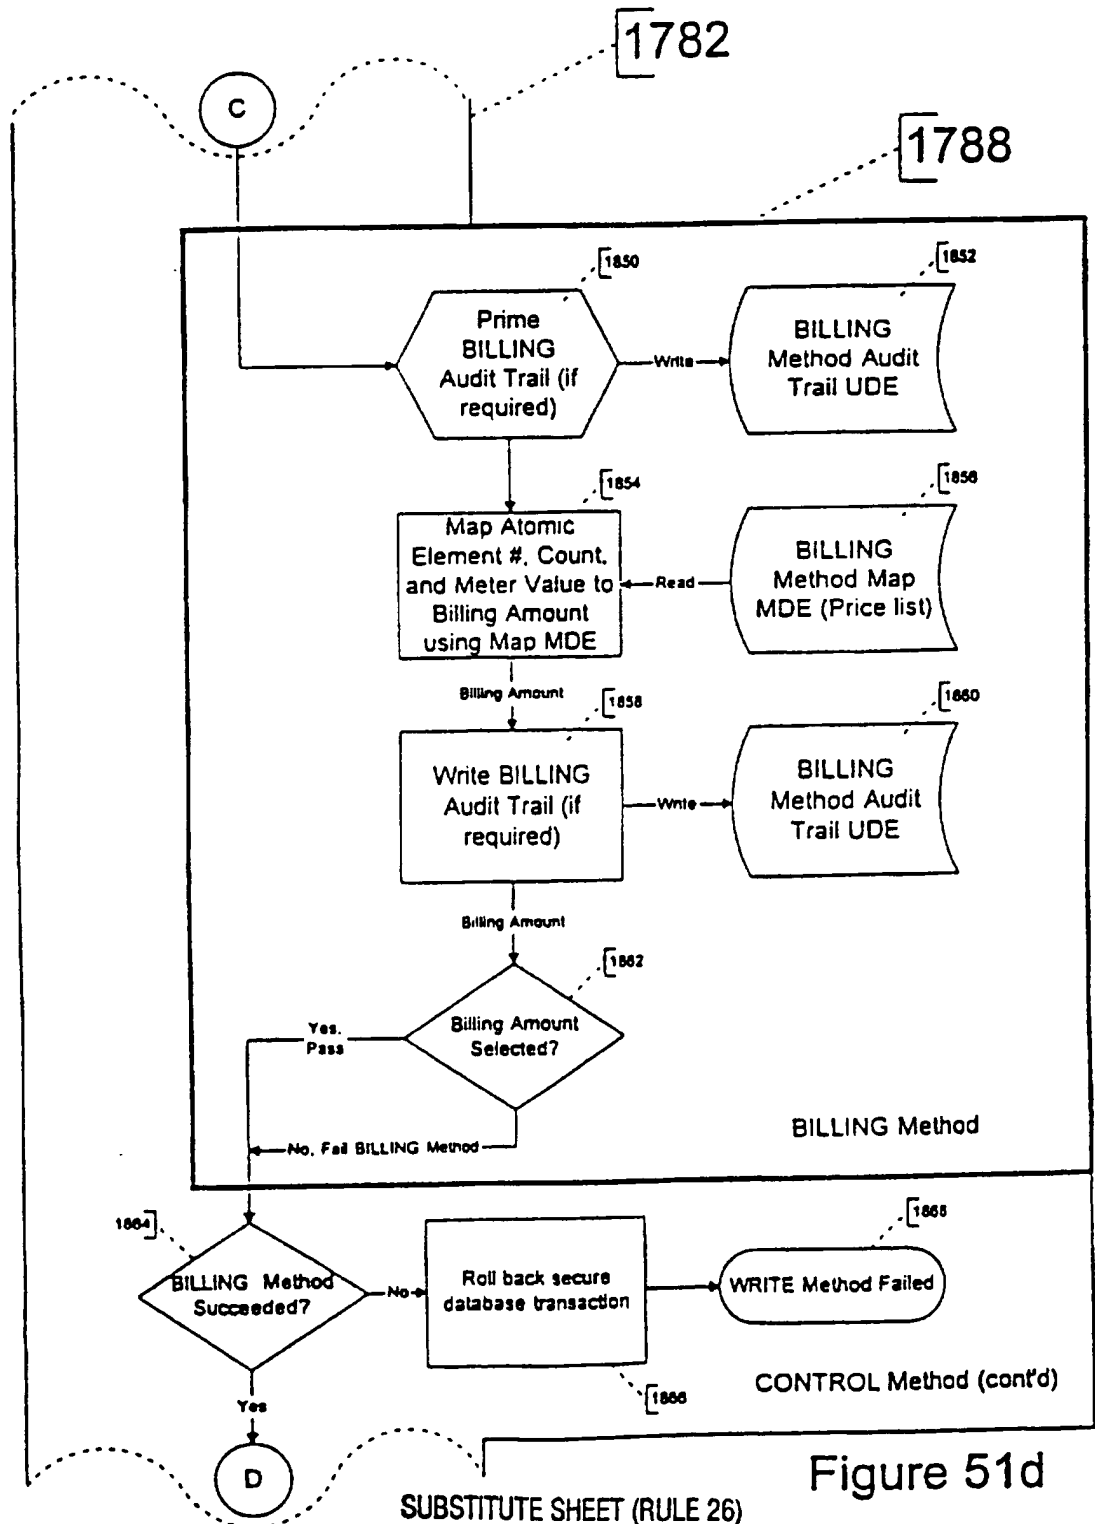 1782
C
1788
1850
Prime
BILLING
Audit Trail (if
required)
Write
1852
BILLING
Method Audit
Trail UDE
1854
Map Atomic
Element #, Count,
and Meter Value to
Billing Amount
using Map MDE
Read
1856
BILLING
Method Map
MDE (Price list)
Billing Amount
1858
Write BILLING
Audit Trail (if
required)
Write
1860
BILLING
Method Audit
Trail UDE
Billing Amount
1862
Billing Amount
Selected?
Yes,
Pass
No, Fail BILLING Method
BILLING Method
1864
BILLING Method
Succeeded?
No
Roll back secure
database transaction
1866
1868
WRITE Method Failed
CONTROL Method (cont'd)
Yes
D
Figure 51d
SUBSTITUTE SHEET (RULE 26)